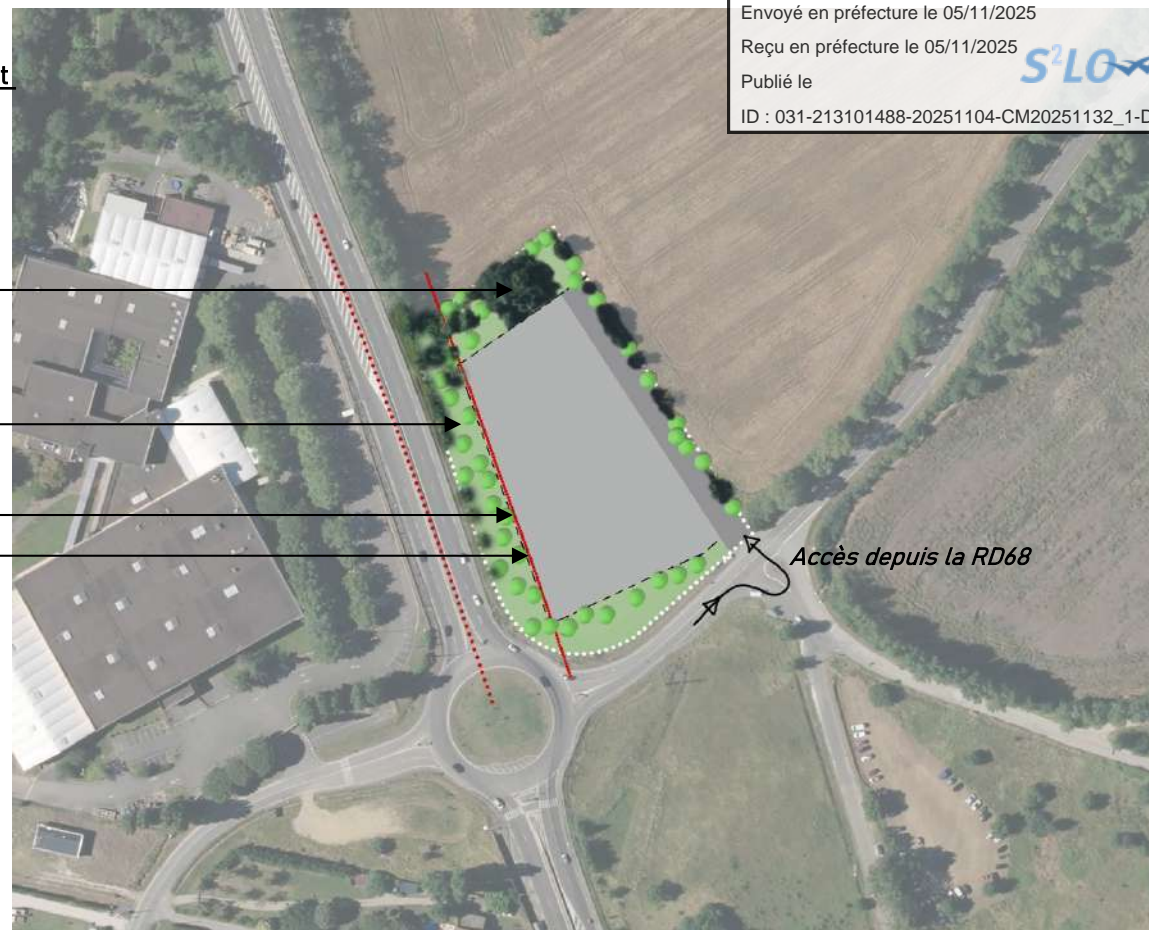 Envoyé en préfecture le 05/11/2025
Reçu en préfecture le 05/11/2025
S²LO
Publié le
ID : 031-213101488-20251104-CM20251132_1-D
Accès depuis la RD68